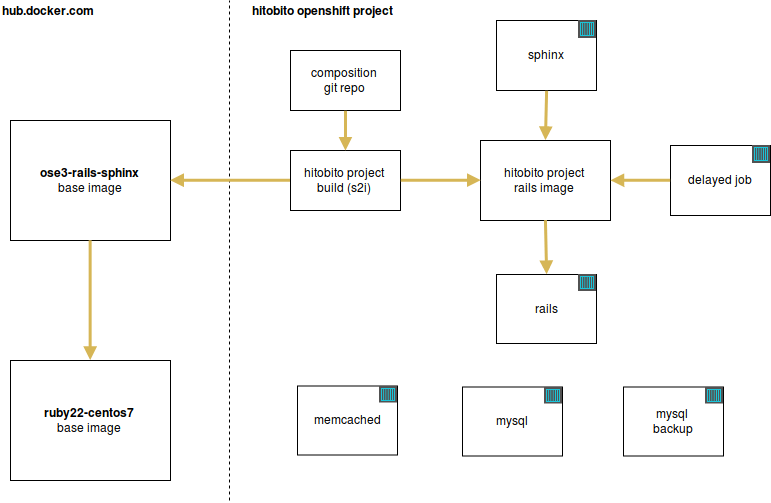 hub.docker.com
hitobito openshift project
composition
git repo
sphinx
ose3-rails-sphinx
base image
hitobito project
build (s2i)
hitobito project
rails image
delayed job
rails
ruby22-centos7
base image
memcached
mysql
mysql
backup